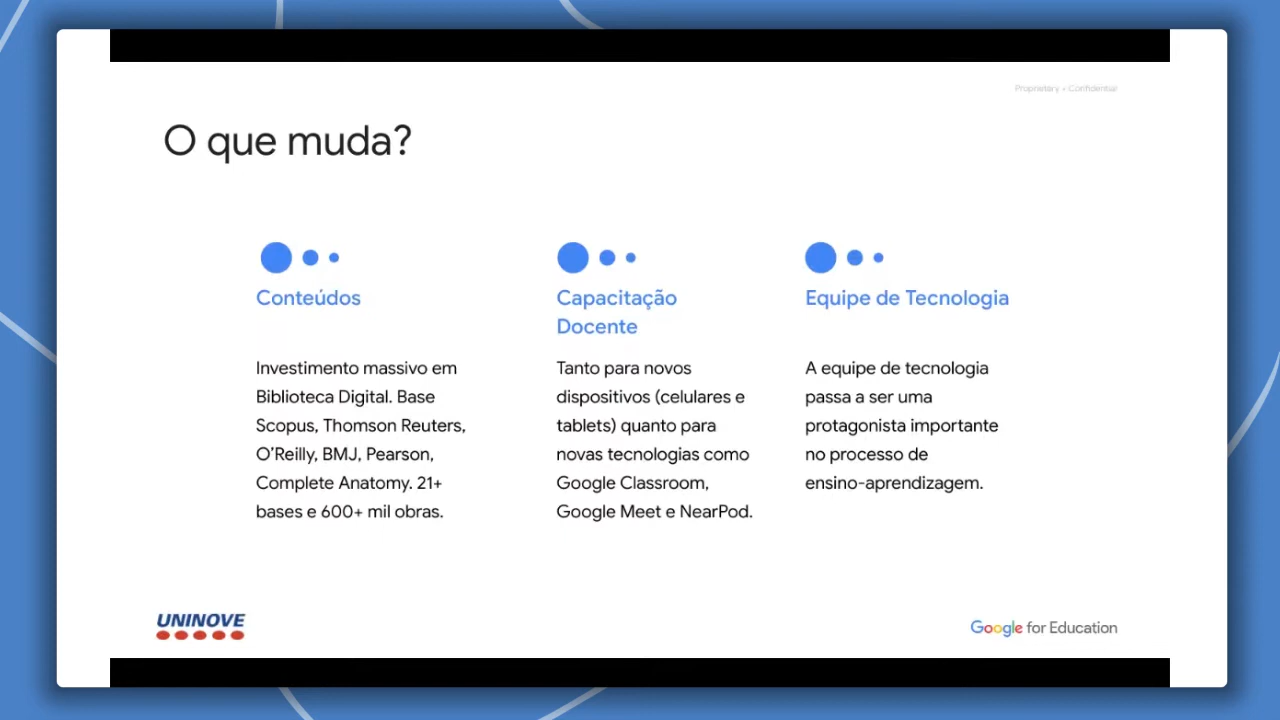 Proprietary + Confidential
O que muda?
Conteúdos
Investimento massivo em
Biblioteca Digital. Base
Scopus, Thomson Reuters,
O'Reilly, BMJ, Pearson,
Complete Anatomy. 21+
bases e 600+ mil obras.
Capacitação
Docente
Tanto para novos
dispositivos (celulares e
tablets) quanto para
novas tecnologias como
Google Classroom,
Google Meet e NearPod.
Equipe de Tecnologia
A equipe de tecnologia
passa a ser uma
protagonista importante
no processo de
ensino-aprendizagem.
UNINOVE
Google for Education